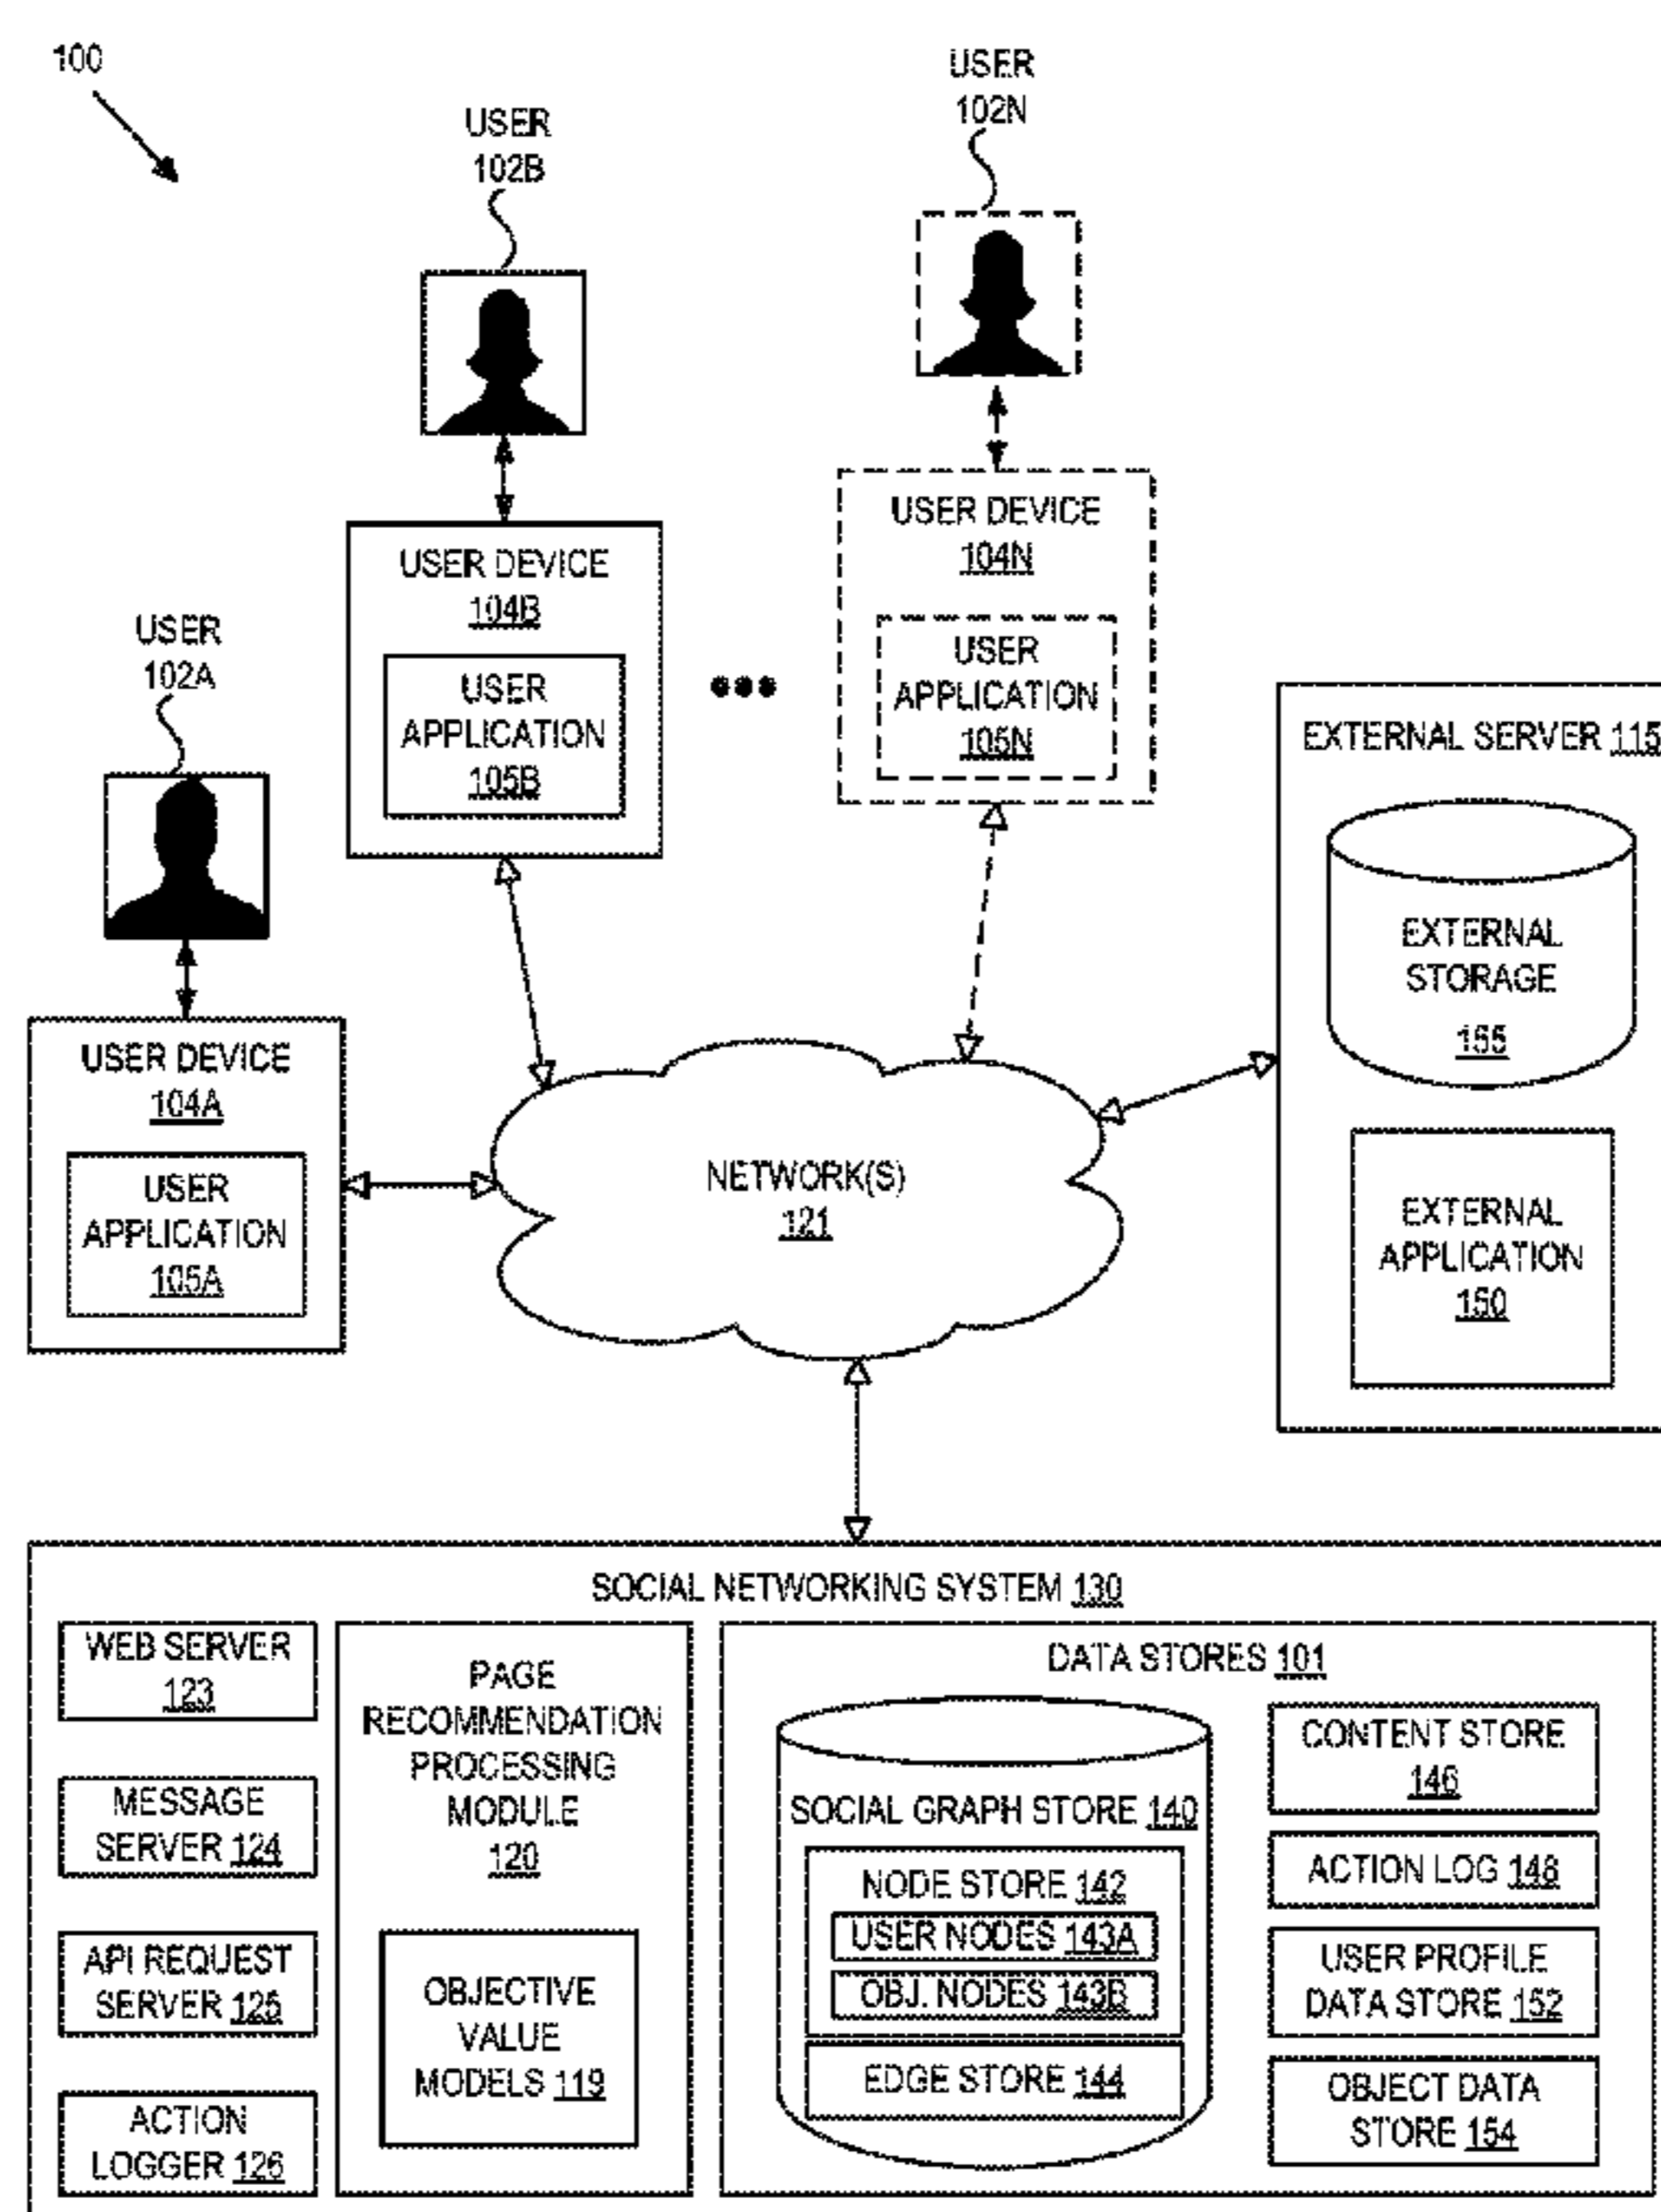 100
USER
102N
USER
102B
USER DEVICE
104N
USER
APPLICATION
105N
USER DEVICE
104B
USER
APPLICATION
105B
USER
102A
EXTERNAL SERVER 115
EXTERNAL
STORAGE
155
EXTERNAL
APPLICATION
150
USER DEVICE
104A
USER
APPLICATION
105A
NETWORK(S)
121
SOCIAL NETWORKING SYSTEM 130
WEB SERVER
123
MESSAGE
SERVER 124
API REQUEST
SERVER 125
ACTION
LOGGER 126
PAGE
RECOMMENDATION
PROCESSING
MODULE
120
OBJECTIVE
VALUE
MODELS 119
DATA STORES 101
SOCIAL GRAPH STORE 140
NODE STORE 142
USER NODES 143A
OBJ. NODES 143B
EDGE STORE 144
CONTENT STORE
146
ACTION LOG 148
USER PROFILE
DATA STORE 152
OBJECT DATA
STORE 154